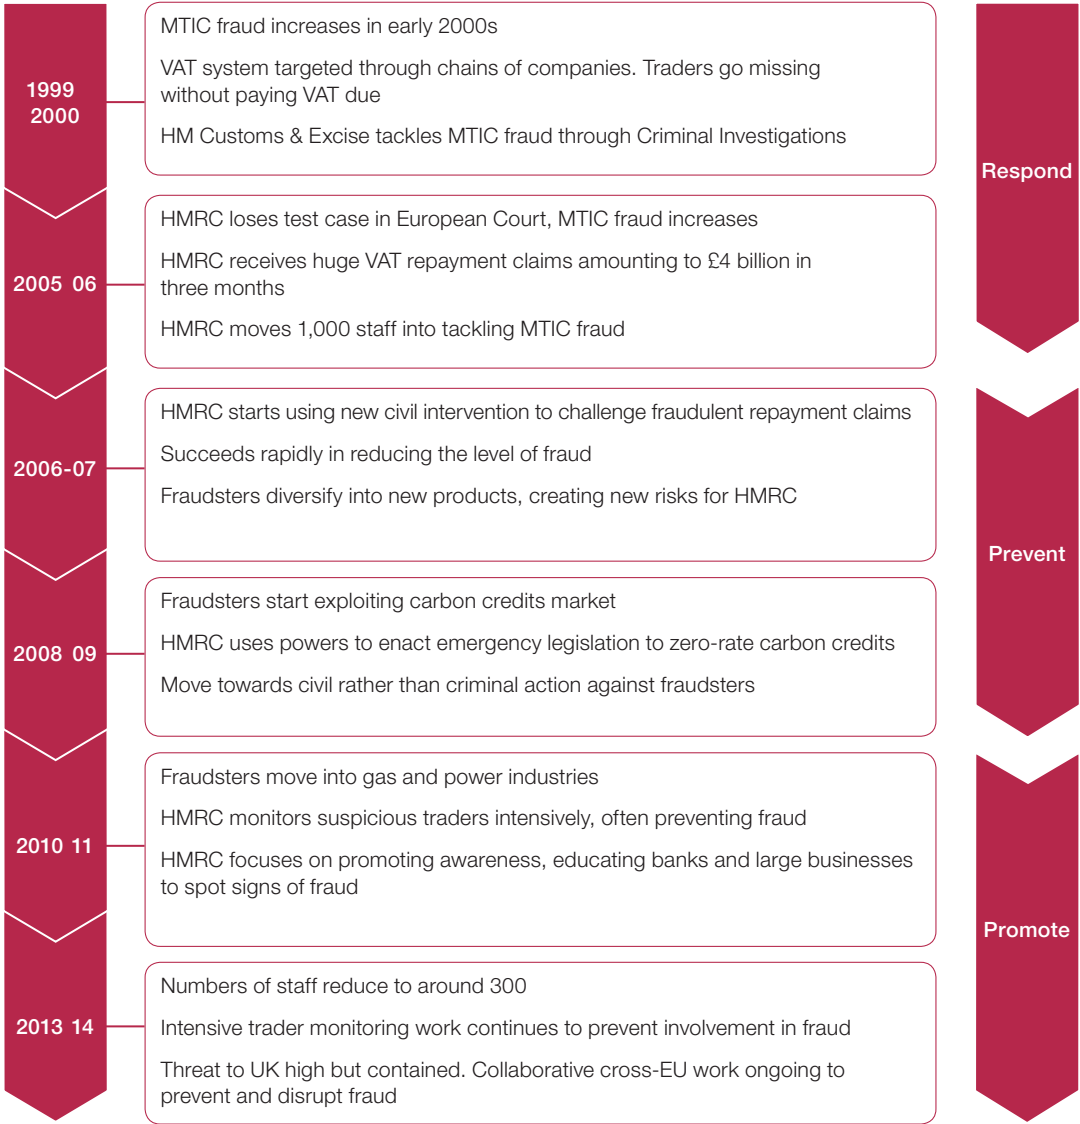 1999
2000
MTIC fraud increases in early 2000s
VAT system targeted through chains of companies. Traders go missing
without paying VAT due
HM Customs & Excise tackles MTIC fraud through Criminal Investigations
Respond
2005 06
HMRC loses test case in European Court, MTIC fraud increases
HMRC receives huge VAT repayment claims amounting to £4 billion in
three months
HMRC moves 1,000 staff into tackling MTIC fraud
2006-07
HMRC starts using new civil intervention to challenge fraudulent repayment claims
Succeeds rapidly in reducing the level of fraud
Fraudsters diversify into new products, creating new risks for HMRC
Prevent
2008 09
Fraudsters start exploiting carbon credits market
HMRC uses powers to enact emergency legislation to zero-rate carbon credits
Move towards civil rather than criminal action against fraudsters
2010 11
Fraudsters move into gas and power industries
HMRC monitors suspicious traders intensively, often preventing fraud
HMRC focuses on promoting awareness, educating banks and large businesses
to spot signs of fraud
Promote
2013 14
Numbers of staff reduce to around 300
Intensive trader monitoring work continues to prevent involvement in fraud
Threat to UK high but contained. Collaborative cross-EU work ongoing to
prevent and disrupt fraud